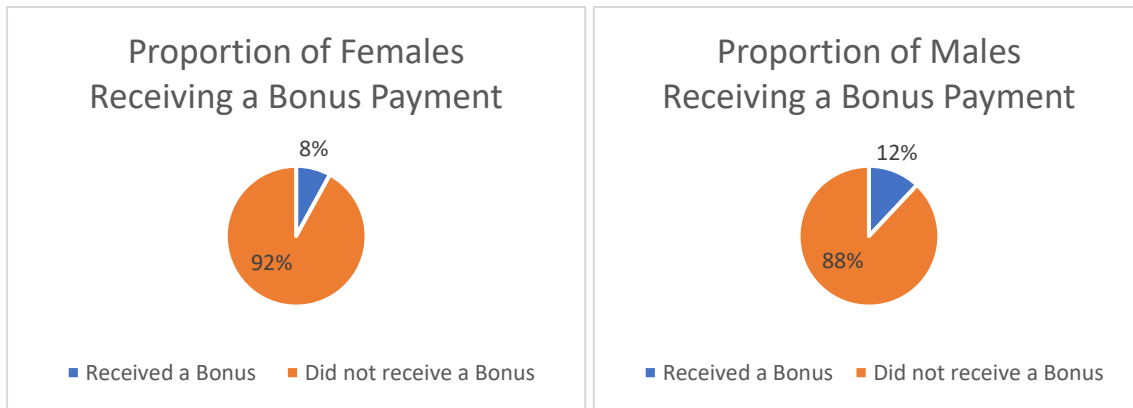 Proportion of Females
Receiving a Bonus Payment
8%
92%
Received a Bonus
Did not receive a Bonus
Proportion of Males
Receiving a Bonus Payment
12%
88%
Received a Bonus
Did not receive a Bonus